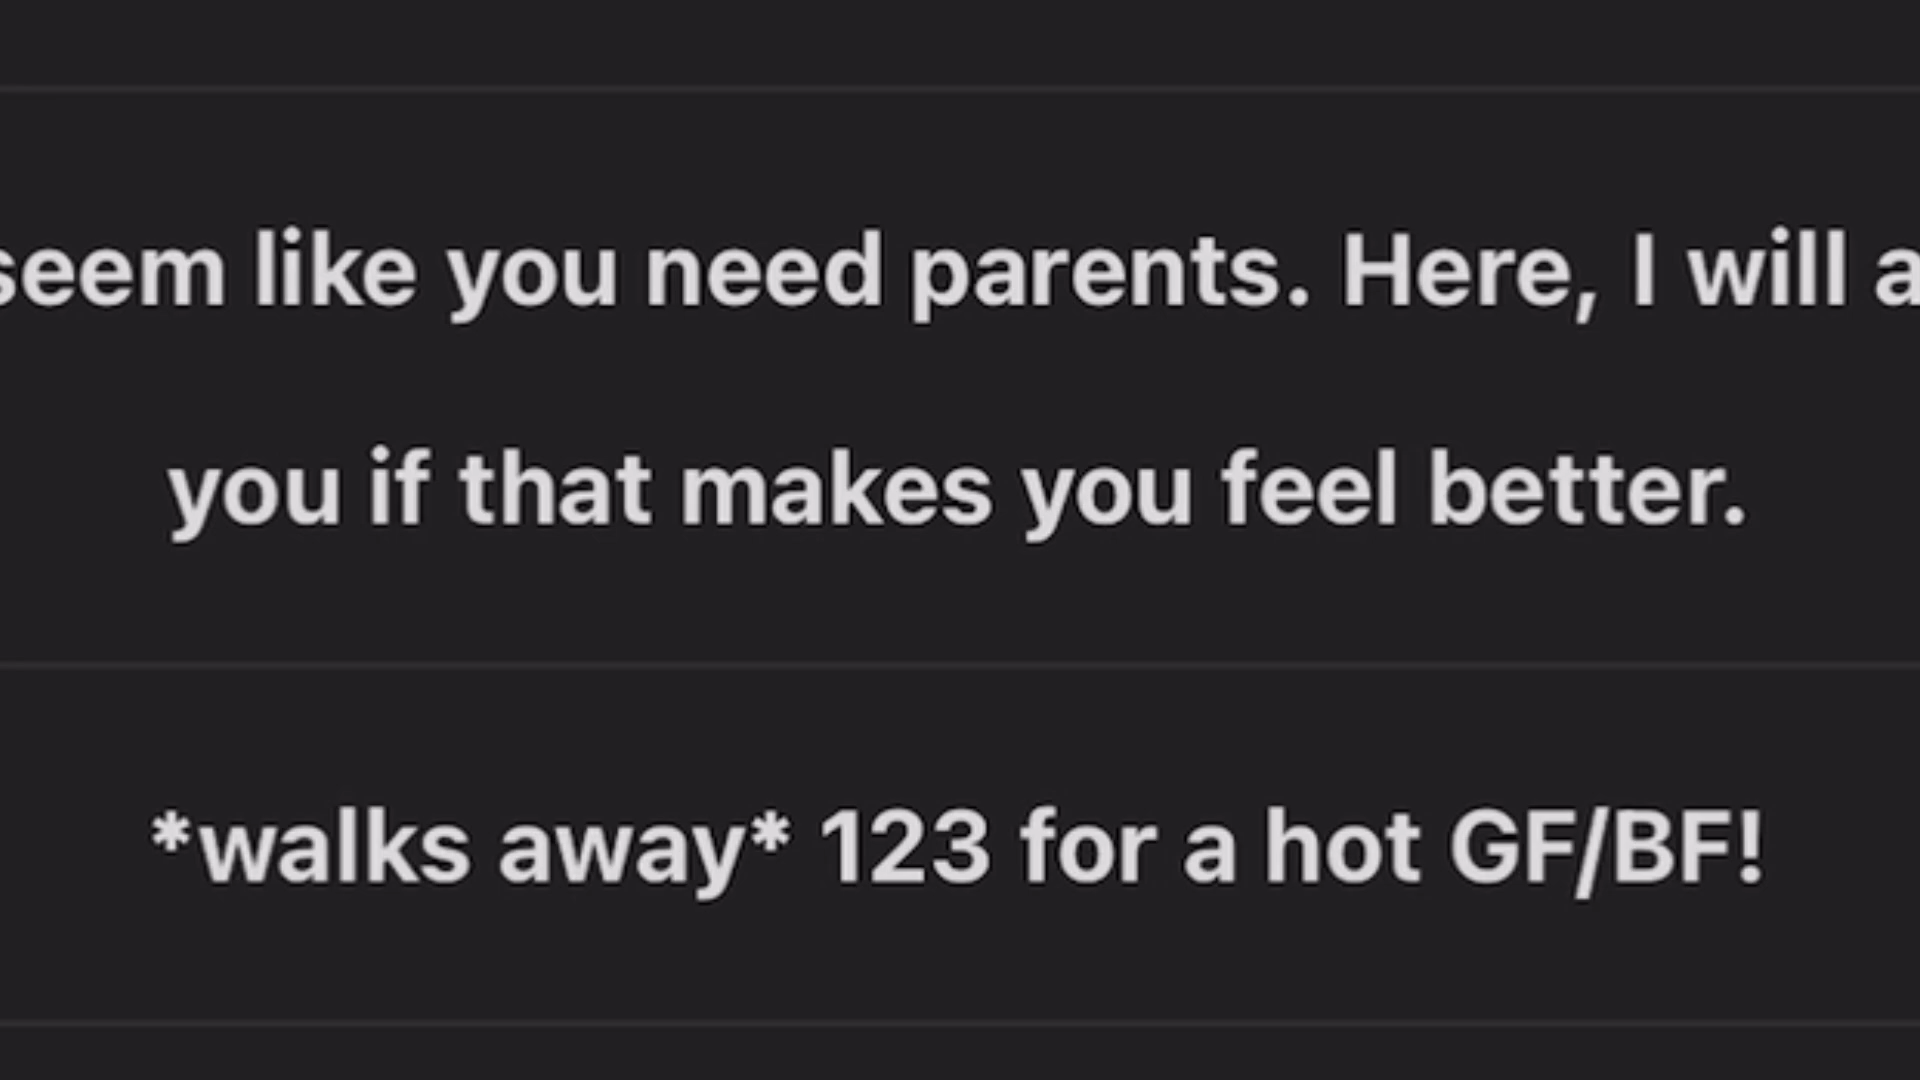 seem like you need parents. Here, I will
you if that makes you feel better.
*walks away* 123 for a hot GF/BF!